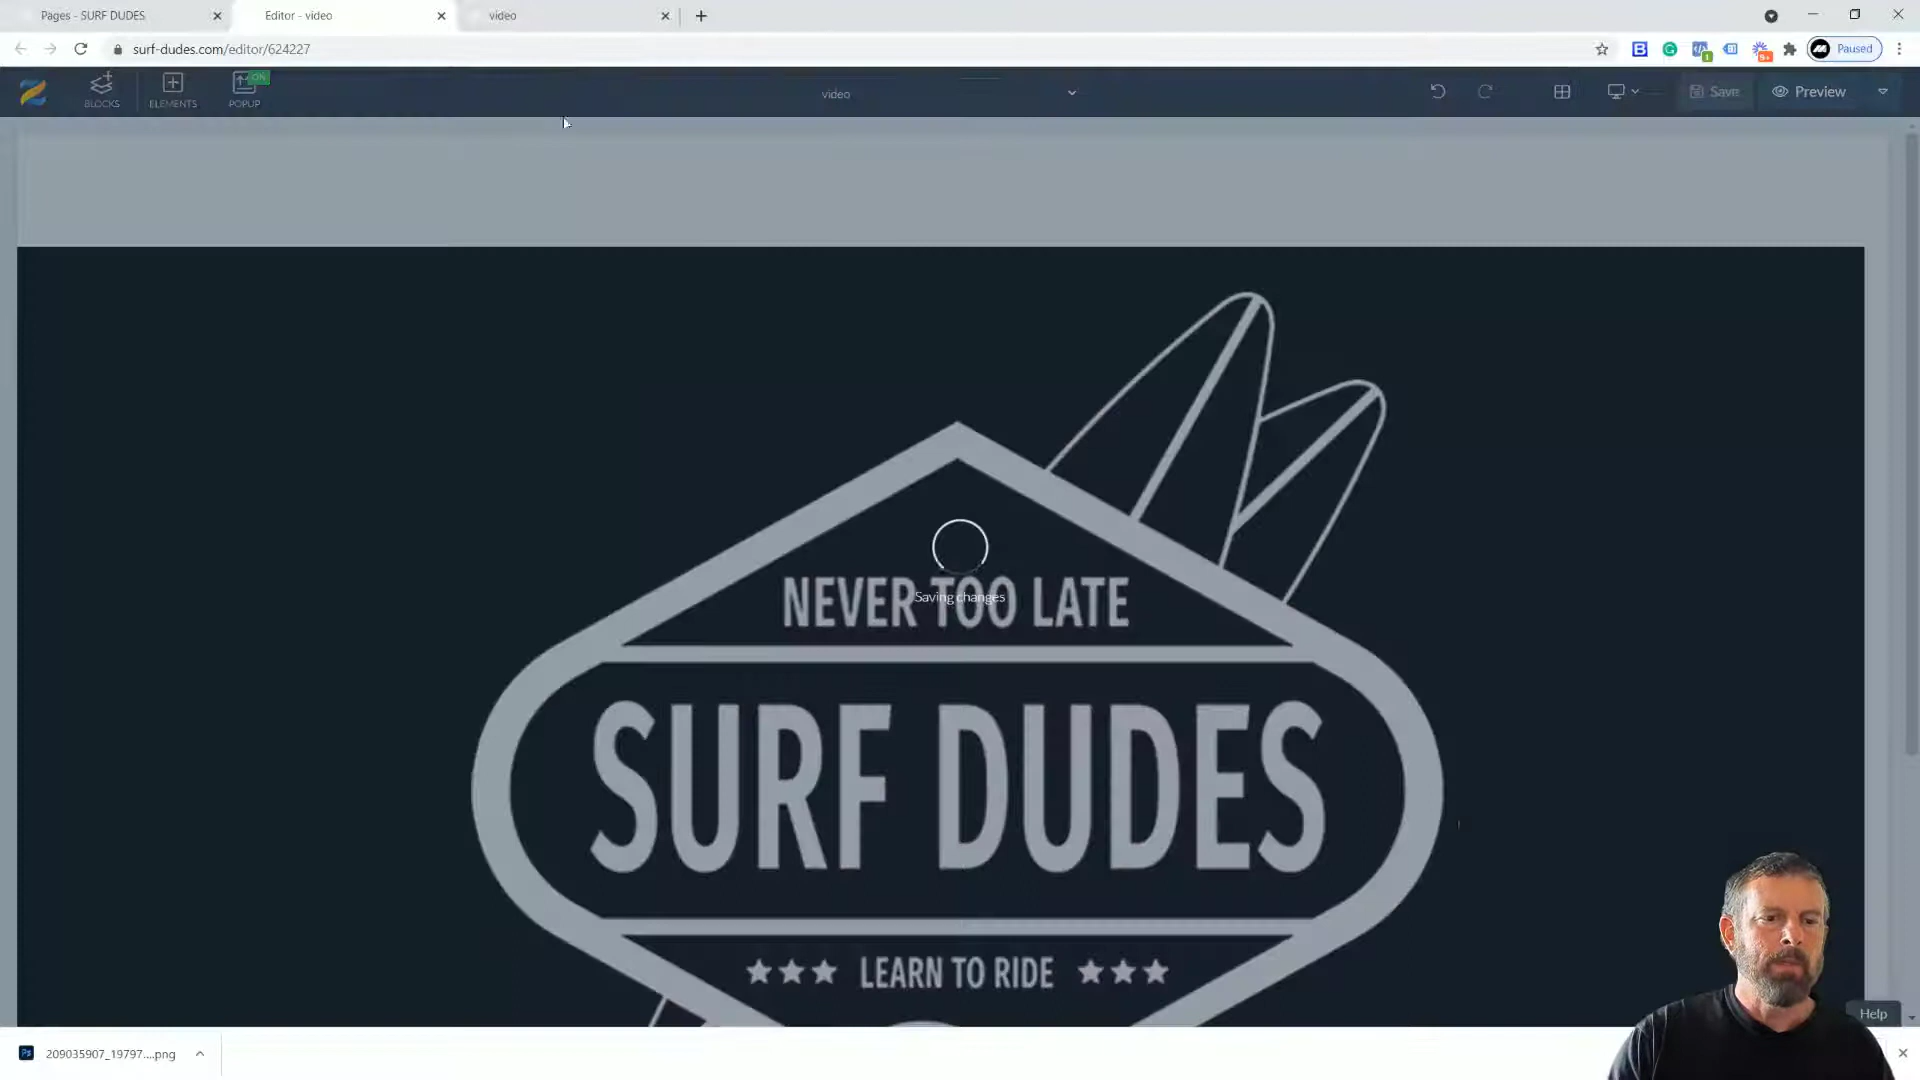 Pages - SURF DUDES
Editor - video
video
surf-dudes.com/editor/624227
Paused
BLOCKS
ELEMENTS
ON
POPUP
video
Save
Preview
NEVER TOO LATE
Saving changes
SURF DUDES
★★★ LEARN TO RIDE ★★★
Help
209035907_19797....png